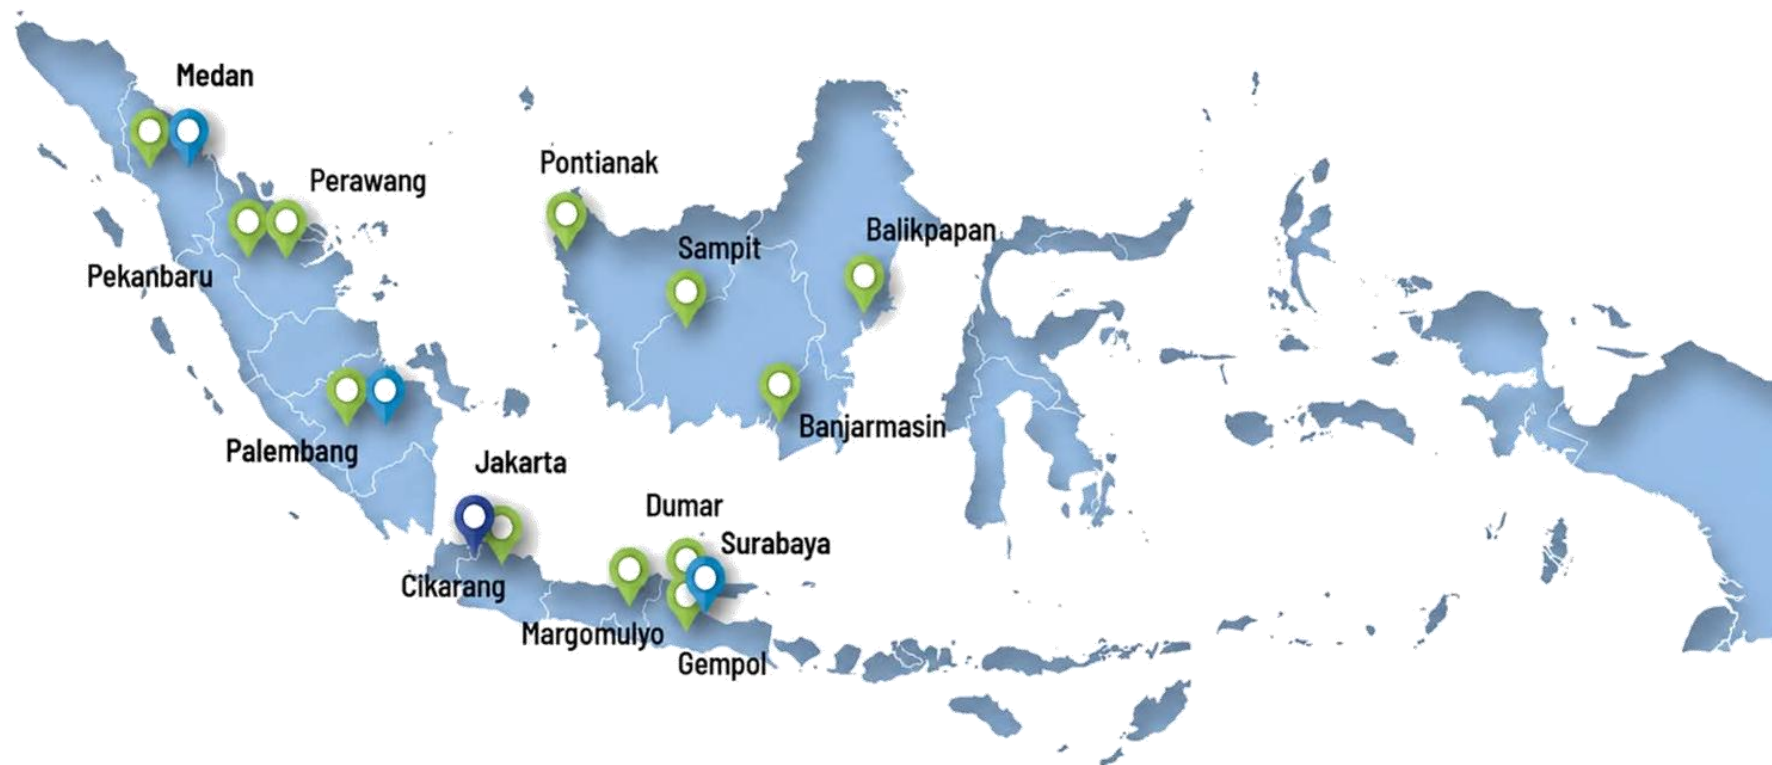 Medan
Pontianak
Perawang
Balikpapan
Sampit
Pekanbaru
Banjarmasin
Palembang
Jakarta
Dumar
Surabaya
Cikarang
Margomulyo
Gempol